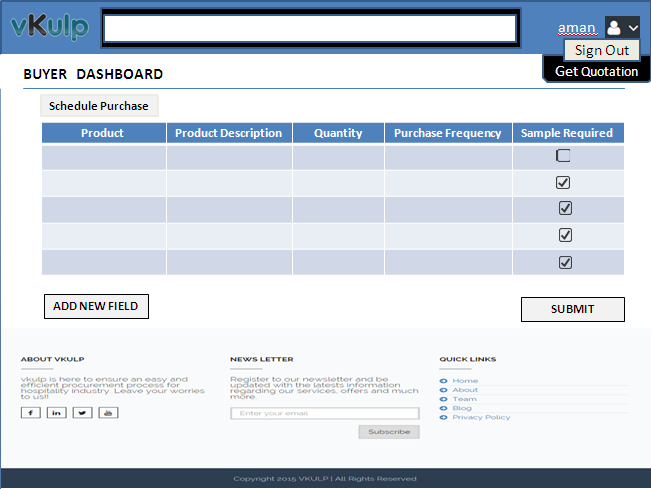 vKulp
aman
Sign Out
Get Quotation
BUYER DASHBOARD
Schedule Purchase
Product Product Description Quantity Purchase Frequency Sample Required
ADD NEW FIELD
SUBMIT
ABOUT VKULP
vkulp is here to ensure an easy and
efficient procurement process for
hospitality industry. Leave your worries
to us!!
NEWS LETTER
Register to our newsletter and be
updated with the latests information
regarding our services, offers and much
more.
Enter your email
Subscribe
QUICK LINKS
Home
About
Team
Blog
Privacy Policy
Copyright 2015 VKULP | All Rights Reserved